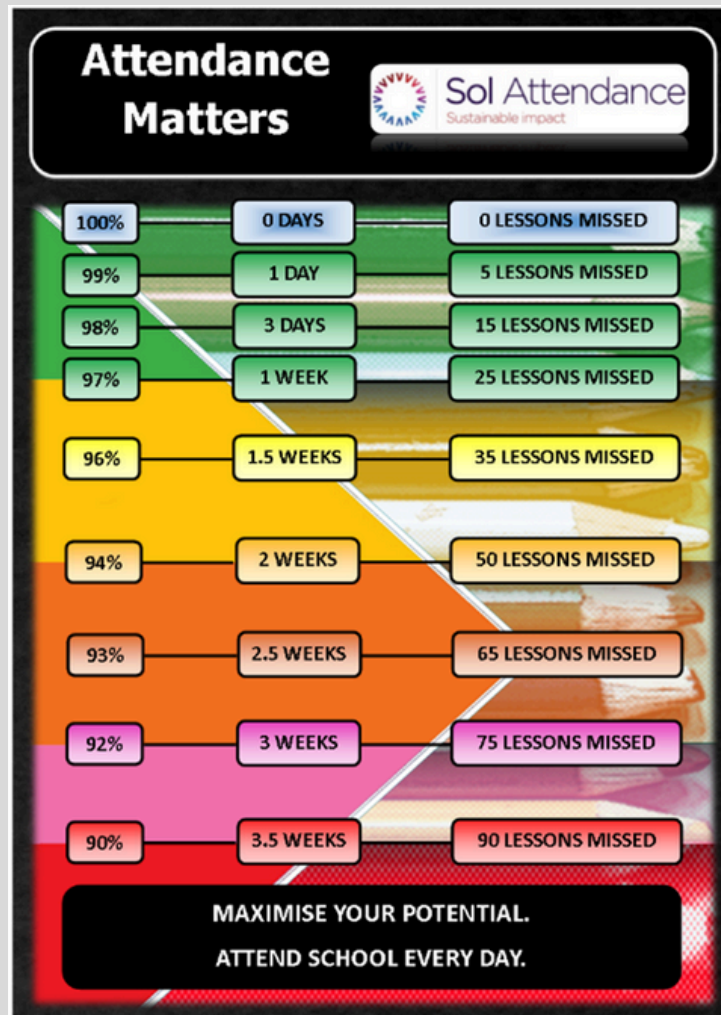 Attendance
Matters
Sol Attendance
Sustainable impact
100% 0 DAYS 0 LESSONS MISSED
99% 1 DAY 5 LESSONS MISSED
98% 3 DAYS 15 LESSONS MISSED
97% 1 WEEK 25 LESSONS MISSED
96% 1.5 WEEKS 35 LESSONS MISSED
94% 2 WEEKS 50 LESSONS MISSED
93% 2.5 WEEKS 65 LESSONS MISSED
92% 3 WEEKS 75 LESSONS MISSED
90% 3.5 WEEKS 90 LESSONS MISSED
MAXIMISE YOUR POTENTIAL.
ATTEND SCHOOL EVERY DAY.